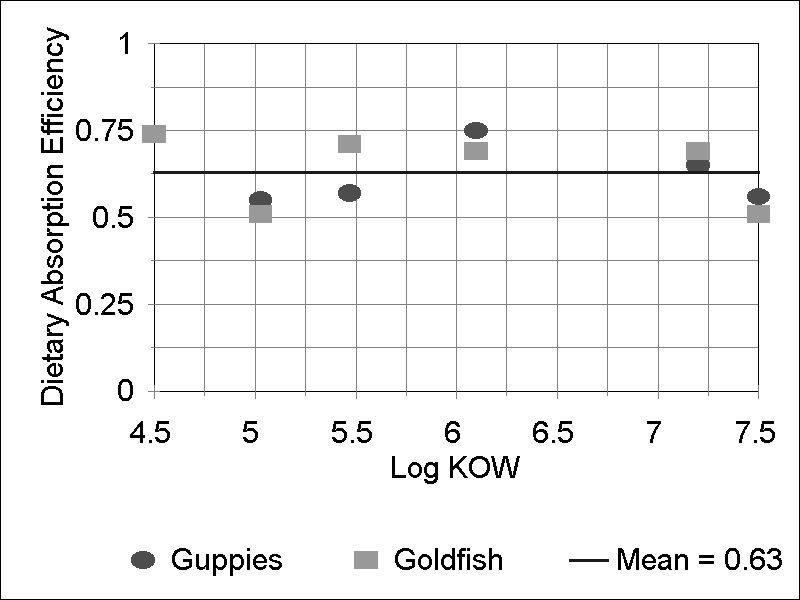 Dietary Absorption Efficiency
1
0.75
0.5
0.25
0
4.5 5 5.5 6 6.5 7 7.5
Log KOW
Guppies Goldfish Mean = 0.63